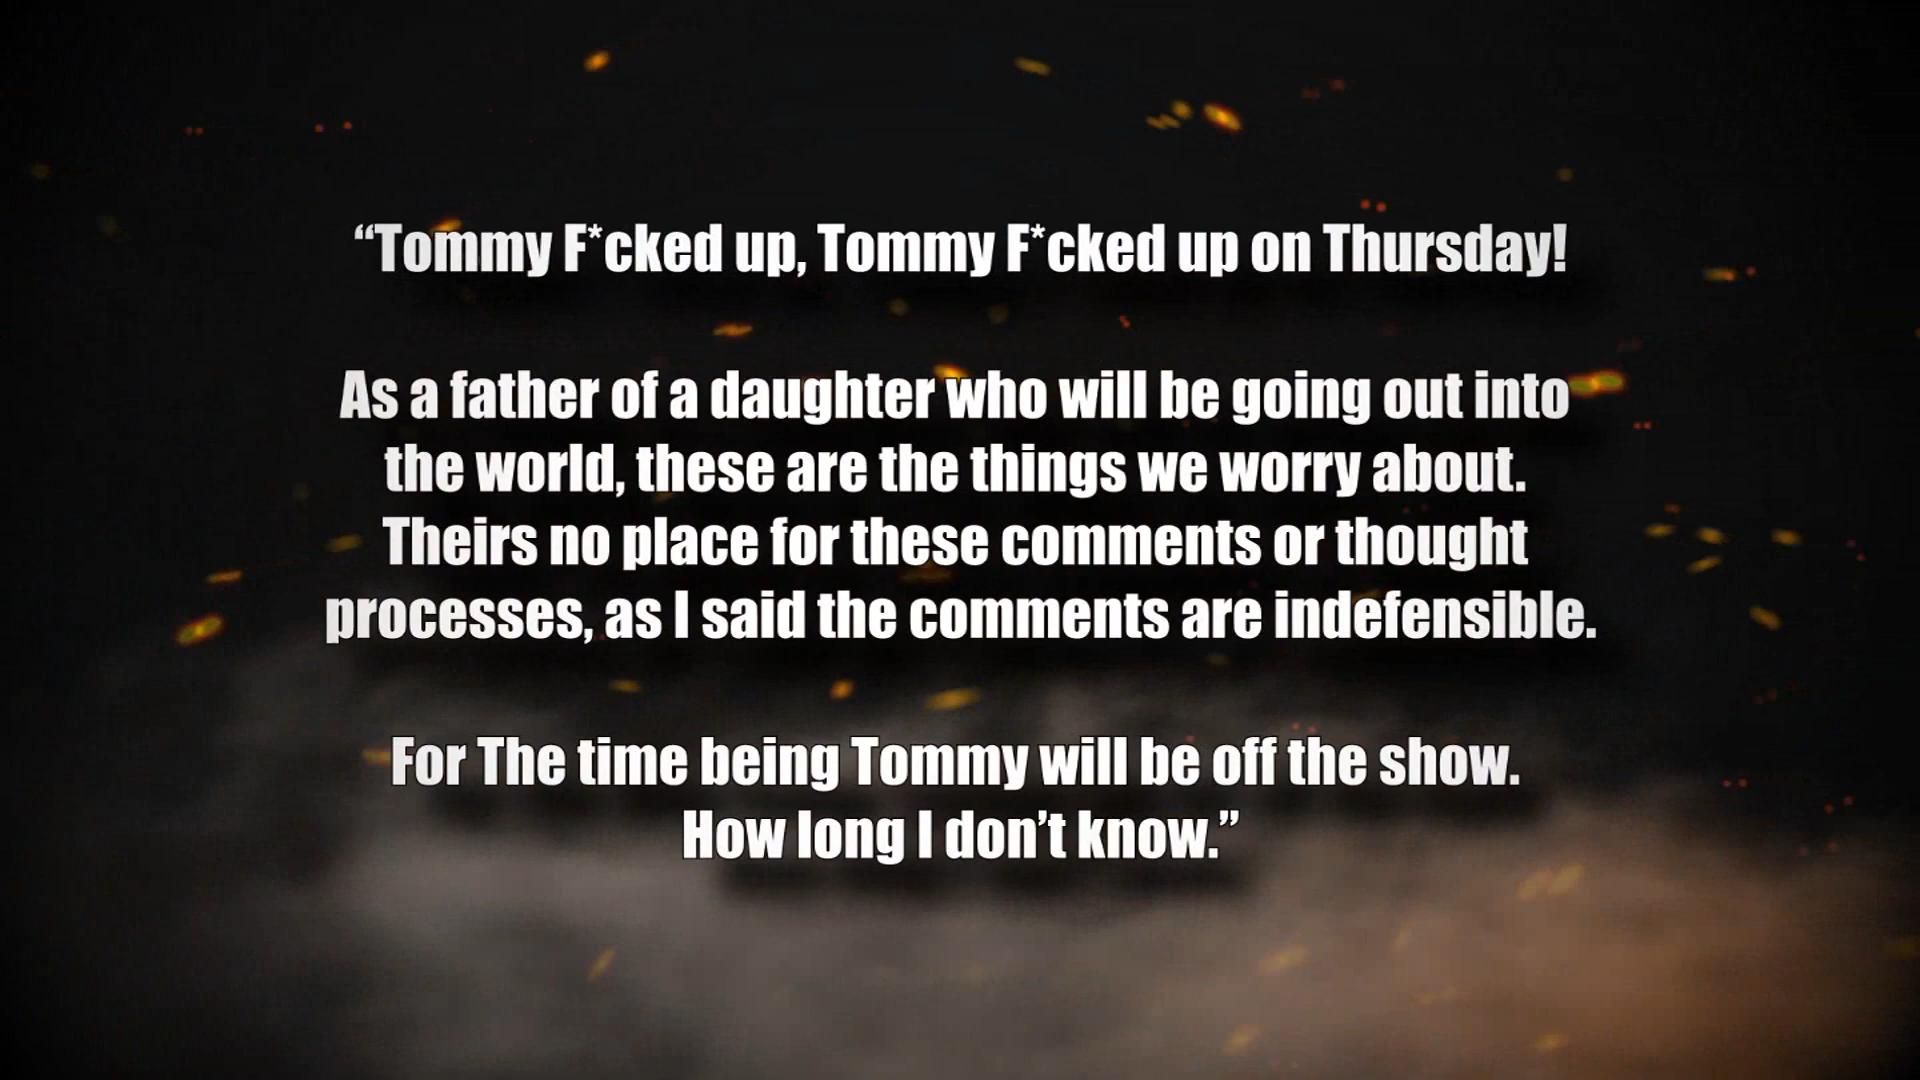 “Tommy F*cked up, Tommy F*cked up on Thursday!
As a father of a daughter who will be going out into
the world, these are the things we worry about.
Theirs no place for these comments or thought
processes, as I said the comments are indefensible.
For The time being Tommy will be off the show.
How long I don’t know.”